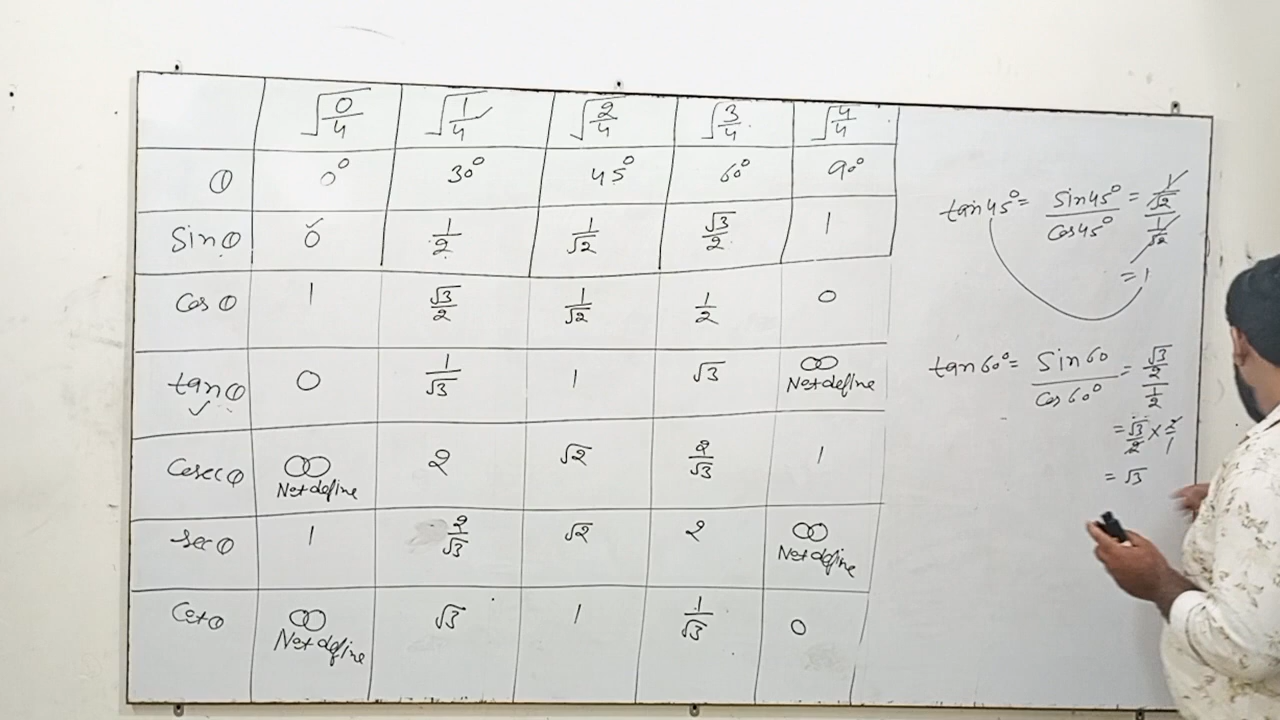 √0/4 √1/4 √2/4 √3/4 √4/4
θ 0° 30° 45° 60° 90°
Sinθ 0 1/2 1/√2 √3/2 1
Cosθ 1 √3/2 1/√2 1/2 0
tanθ 0 1/√3 1 √3 ∞ Not define
Cosecθ ∞ Not define 2 √2 2/√3 1
Secθ 1 2/√3 √2 2 ∞ Not define
Cotθ ∞ Not define √3 1 1/√3 0
tan45° = Sin45°/Cos45° = 1/√2 / 1/√2
= 1
tan60° = Sin60/Cos60° = √3/2 / 1/2
= √3/2 × 2/1
= √3